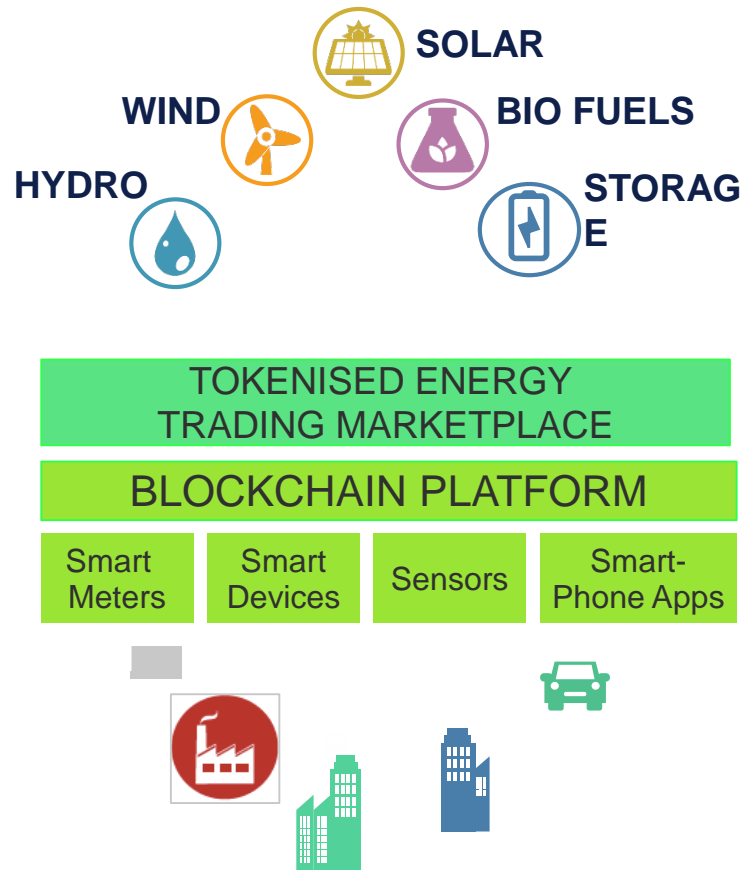 SOLAR
WIND
BIO FUELS
HYDRO
STORAG
E
TOKENISED ENERGY
TRADING MARKETPLACE
BLOCKCHAIN PLATFORM
Smart
Meters
Smart
Devices
Sensors
Smart-
Phone Apps